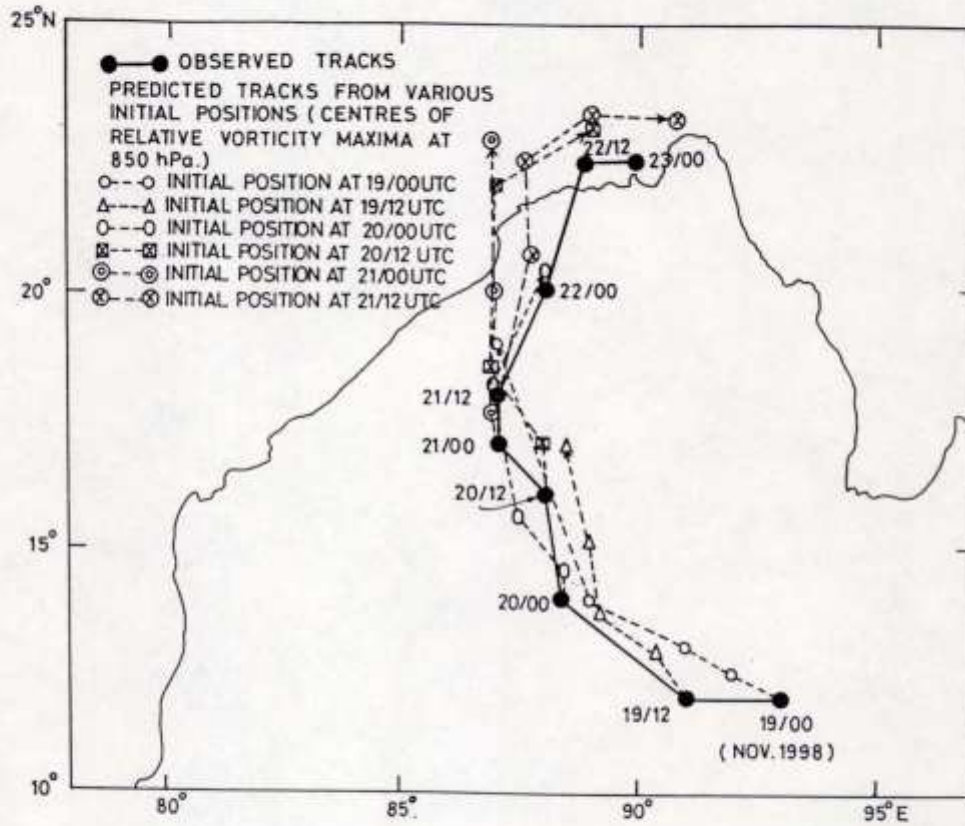 25°N
OBSERVED TRACKS
PREDICTED TRACKS FROM VARIOUS
INITIAL POSITIONS (CENTRES OF
RELATIVE VORTICITY MAXIMA AT
850 hPa.)
INITIAL POSITION AT 19/00UTC
INITIAL POSITION AT 19/12 UTC
INITIAL POSITION AT 20/00UTC
INITIAL POSITION AT 20/12 UTC
INITIAL POSITION AT 21/00UTC
INITIAL POSITION AT 21/12 UTC
22/12
23/00
20°
22/00
21/12
21/00
20/12
15°
20/00
19/12
19/00
(NOV. 1998)
10°
80°
85°
90°
95°E